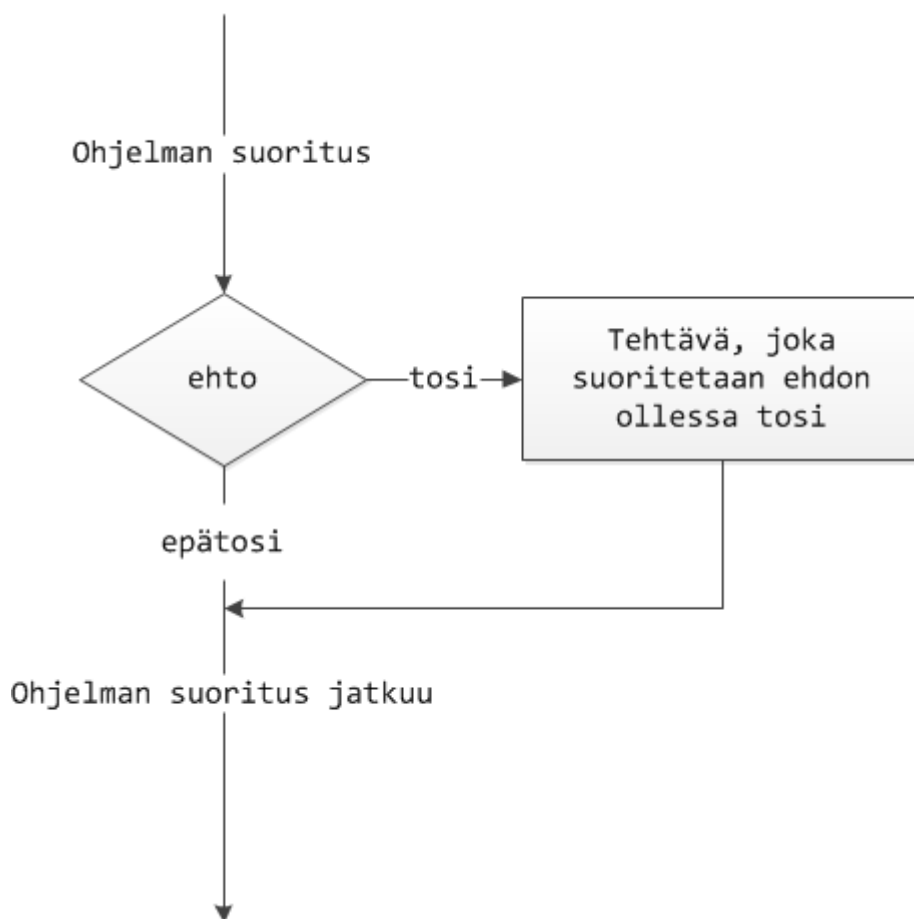 Ohjelman suoritus
ehto
tosi
Tehtävä, joka
suoritetaan ehdon
ollessa tosi
epätosi
Ohjelman suoritus jatkuu